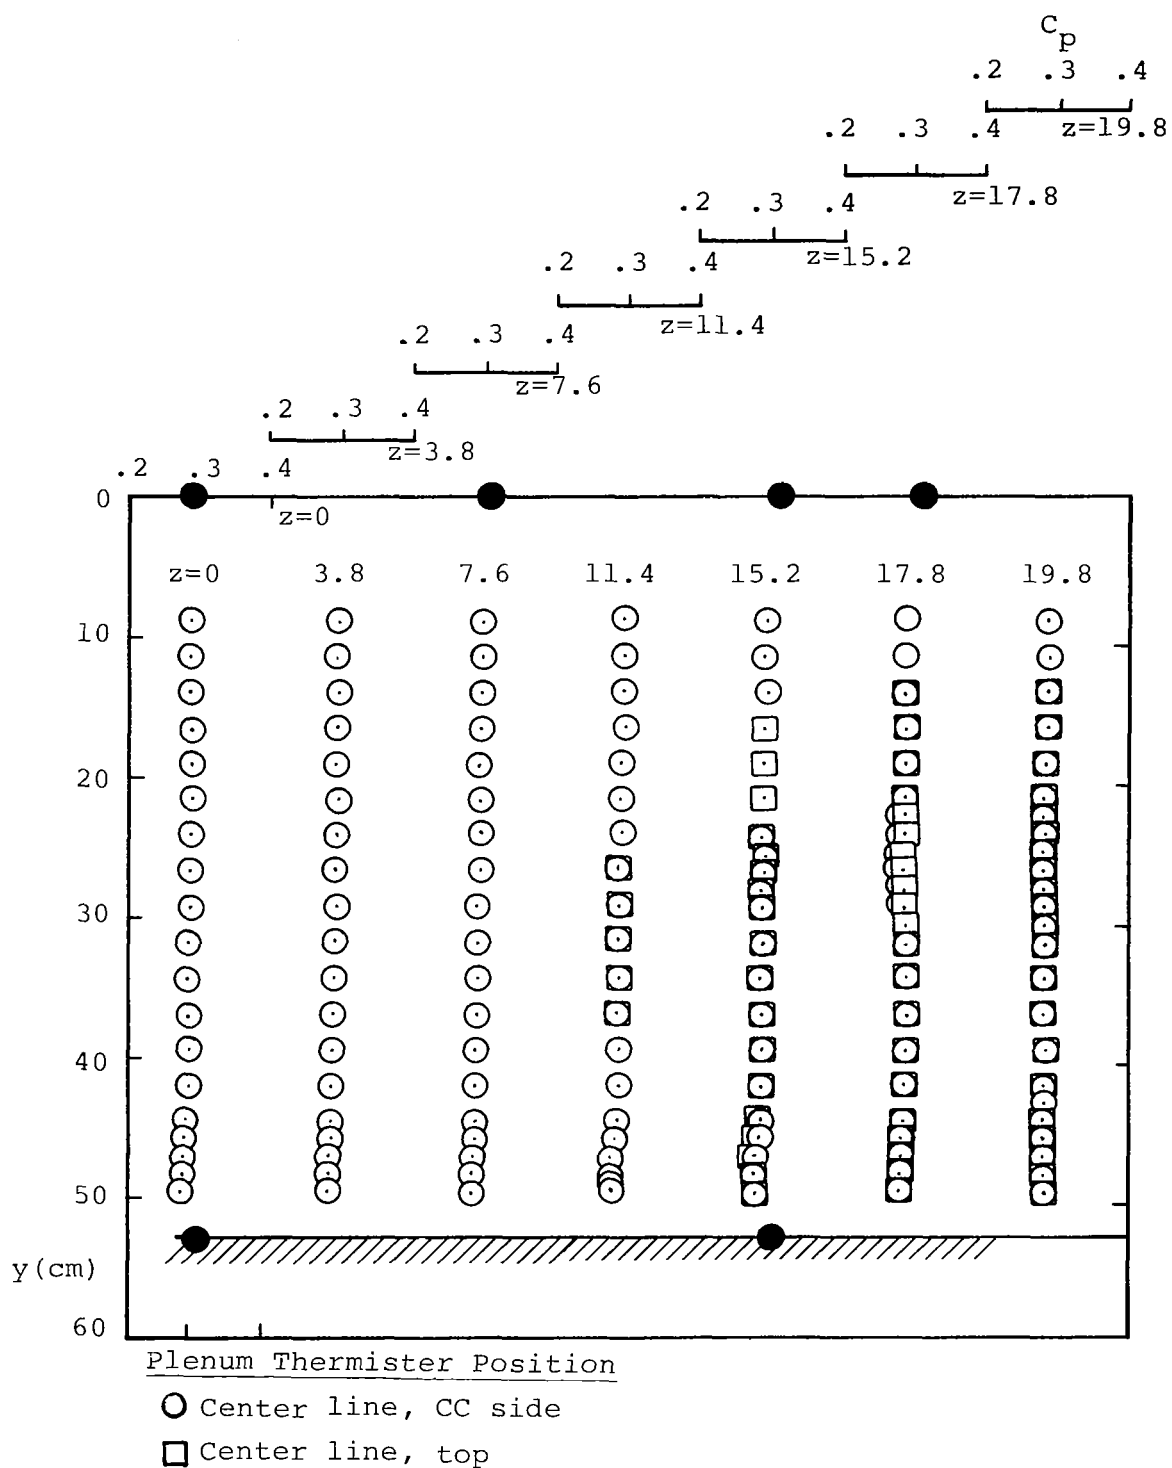 Cp
.2 .3 .4
z=19.8
.2 .3 .4
z=17.8
.2 .3 .4
z=15.2
.2 .3 .4
z=11.4
.2 .3 .4
z=7.6
.2 .3 .4
z=3.8
.2 .3 .4
0
z=0
z=0 3.8 7.6 11.4 15.2 17.8 19.8
10
20
30
40
50
y(cm)
60
Plenum Thermister Position
Center line, CC side
Center line, top